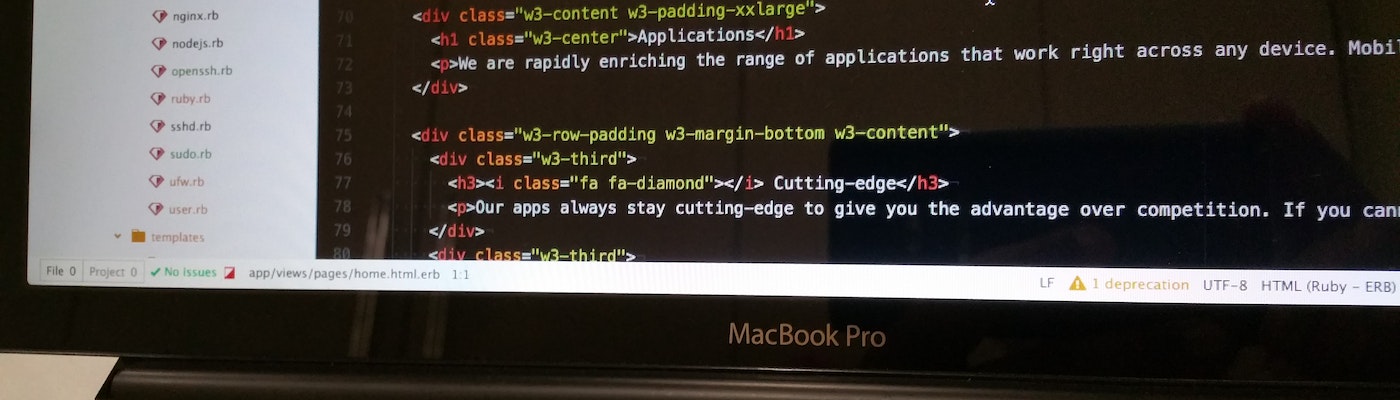 nginx.rb
nodejs.rb
openssh.rb
ruby.rb
sshd.rb
sudo.rb
ufw.rb
user.rb
templates
70 <div class="w3-content w3-padding-xxlarge">
71 <h1 class="w3-center">Applications</h1>
72 <p>We are rapidly enriching the range of applications that work right across any device.
73 </div>
74
75 <div class="w3-row-padding w3-margin-bottom w3-content">
76 <div class="w3-third">
77 <h3><i class="fa fa-diamond"></i> Cutting-edge</h3>
78 <p>Our apps always stay cutting-edge to give you the advantage over competition. If you
79 </div>
80 <div class="w3-third">
File 0 Project 0 ✔ No Issues app/views/pages/home.html.erb 1:1 LF 1 deprecation UTF-8 HTML (Ruby - ERB)
MacBook Pro